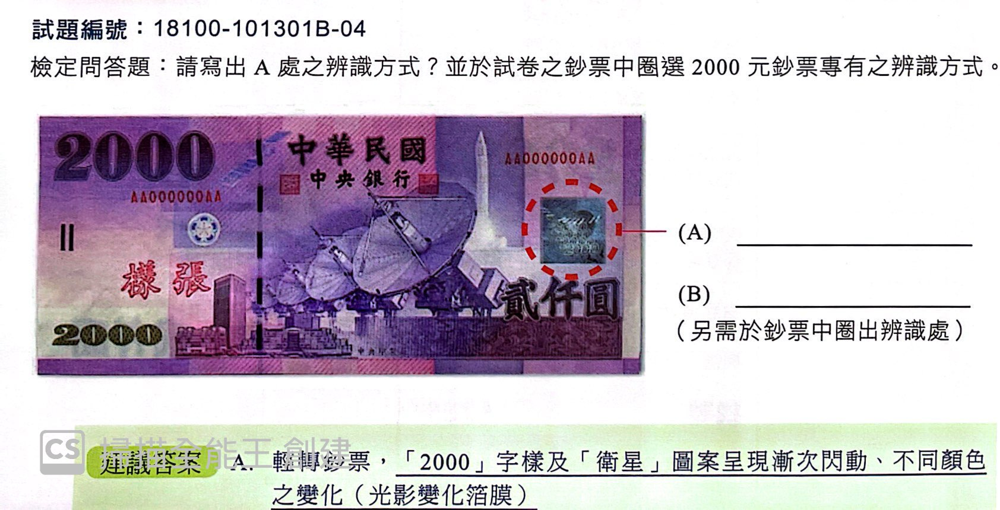 試題編號：18100-101301B-04
檢定問答題：請寫出 A 處之辨識方式？並於試卷之鈔票中圈選 2000 元鈔票專有之辨識方式。
2000
中華民國
中央銀行
AA000000AA
AA000000AA
樣張
貳仟圓
2000
(A)
(B)
（另需於鈔票中圈出辨識處）
CS 掃描全能王 創建
建議答案 A. 輕轉鈔票，「2000」字樣及「衛星」圖案呈現漸次閃動、不同顏色
之變化（光影變化箔膜）